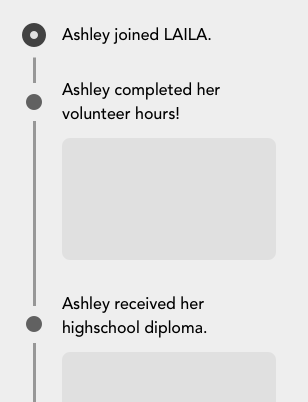 Ashley joined LAILA.
Ashley completed her
volunteer hours!
Ashley received her
highschool diploma.